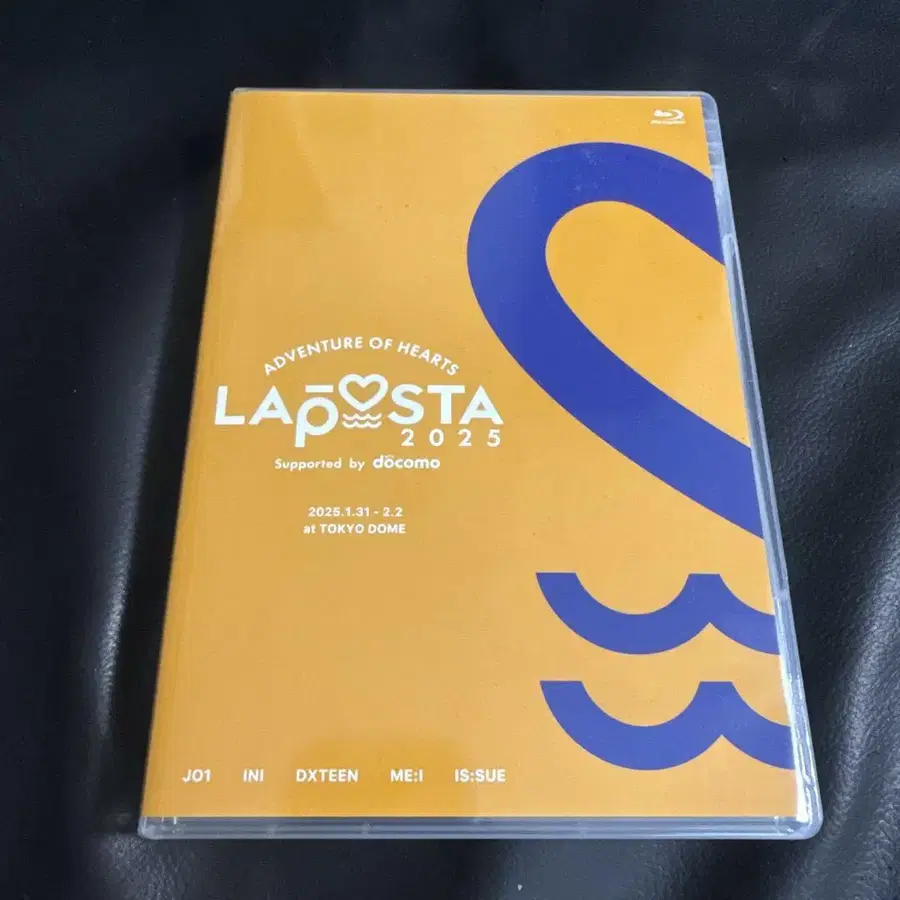 ADVENTURE OF HEARTS
LAPOSTA
2025
Supported by döcomo
2025.1.31 - 2.2
at TOKYO DOME
JO1 INI DXTEEN ME:I IS:SUE